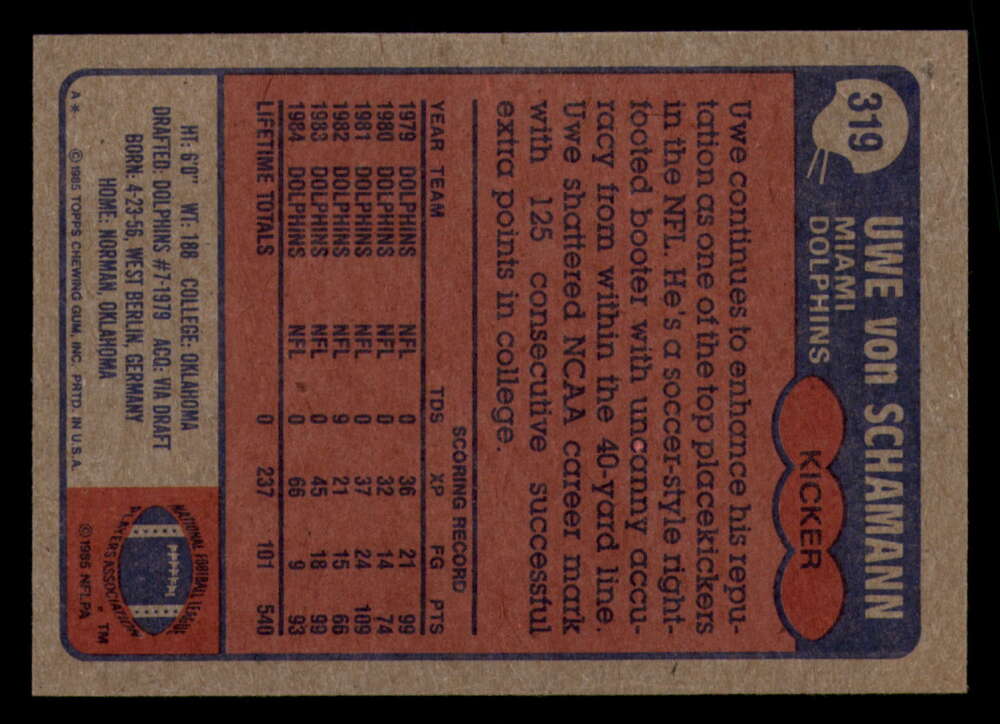 319
UWE von SCHAMANN
MIAMI
DOLPHINS
KICKER
Uwe continues to enhance his repu-
tation as one of the top placekickers
in the NFL. He's a soccer-style right-
footed booter with uncanny accu-
racy from within the 40-yard line.
Uwe shattered NCAA career mark
with 125 consecutive successful
extra points in college.
SCORING RECORD
YEAR TEAM TDS XP FG PTS
1979 DOLPHINS NFL 0 36 21 99
1980 DOLPHINS NFL 0 32 14 74
1981 DOLPHINS NFL 0 37 24 109
1982 DOLPHINS NFL 9 21 15 66
1983 DOLPHINS NFL 0 45 18 99
1984 DOLPHINS NFL 0 66 9 93
LIFETIME TOTALS 0 237 101 540
HT: 6'0" WT: 188 COLLEGE: OKLAHOMA
DRAFTED: DOLPHINS #7-1979 ACQ: VIA DRAFT
BORN: 4-23-56, WEST BERLIN, GERMANY
HOME: NORMAN, OKLAHOMA
A* © 1985 TOPPS CHEWING GUM, INC. PRTD. IN U.S.A.
NATIONAL FOOTBALL LEAGUE
PLAYERS ASSOCIATION
TM
© 1985 NFLPA